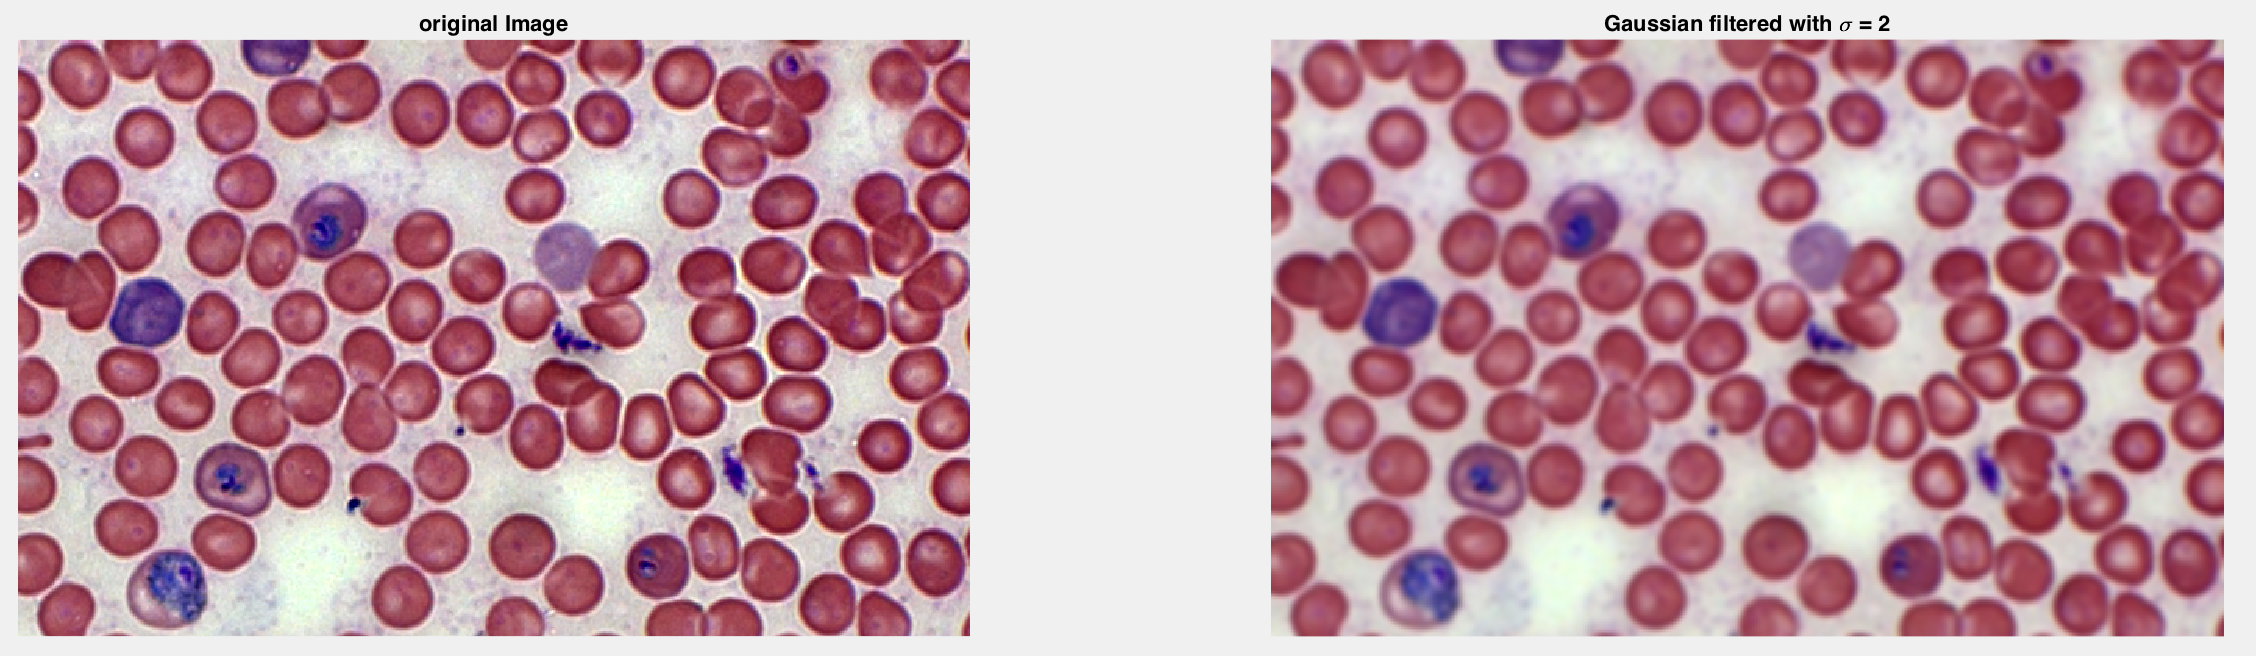 original Image
Gaussian filtered with σ = 2